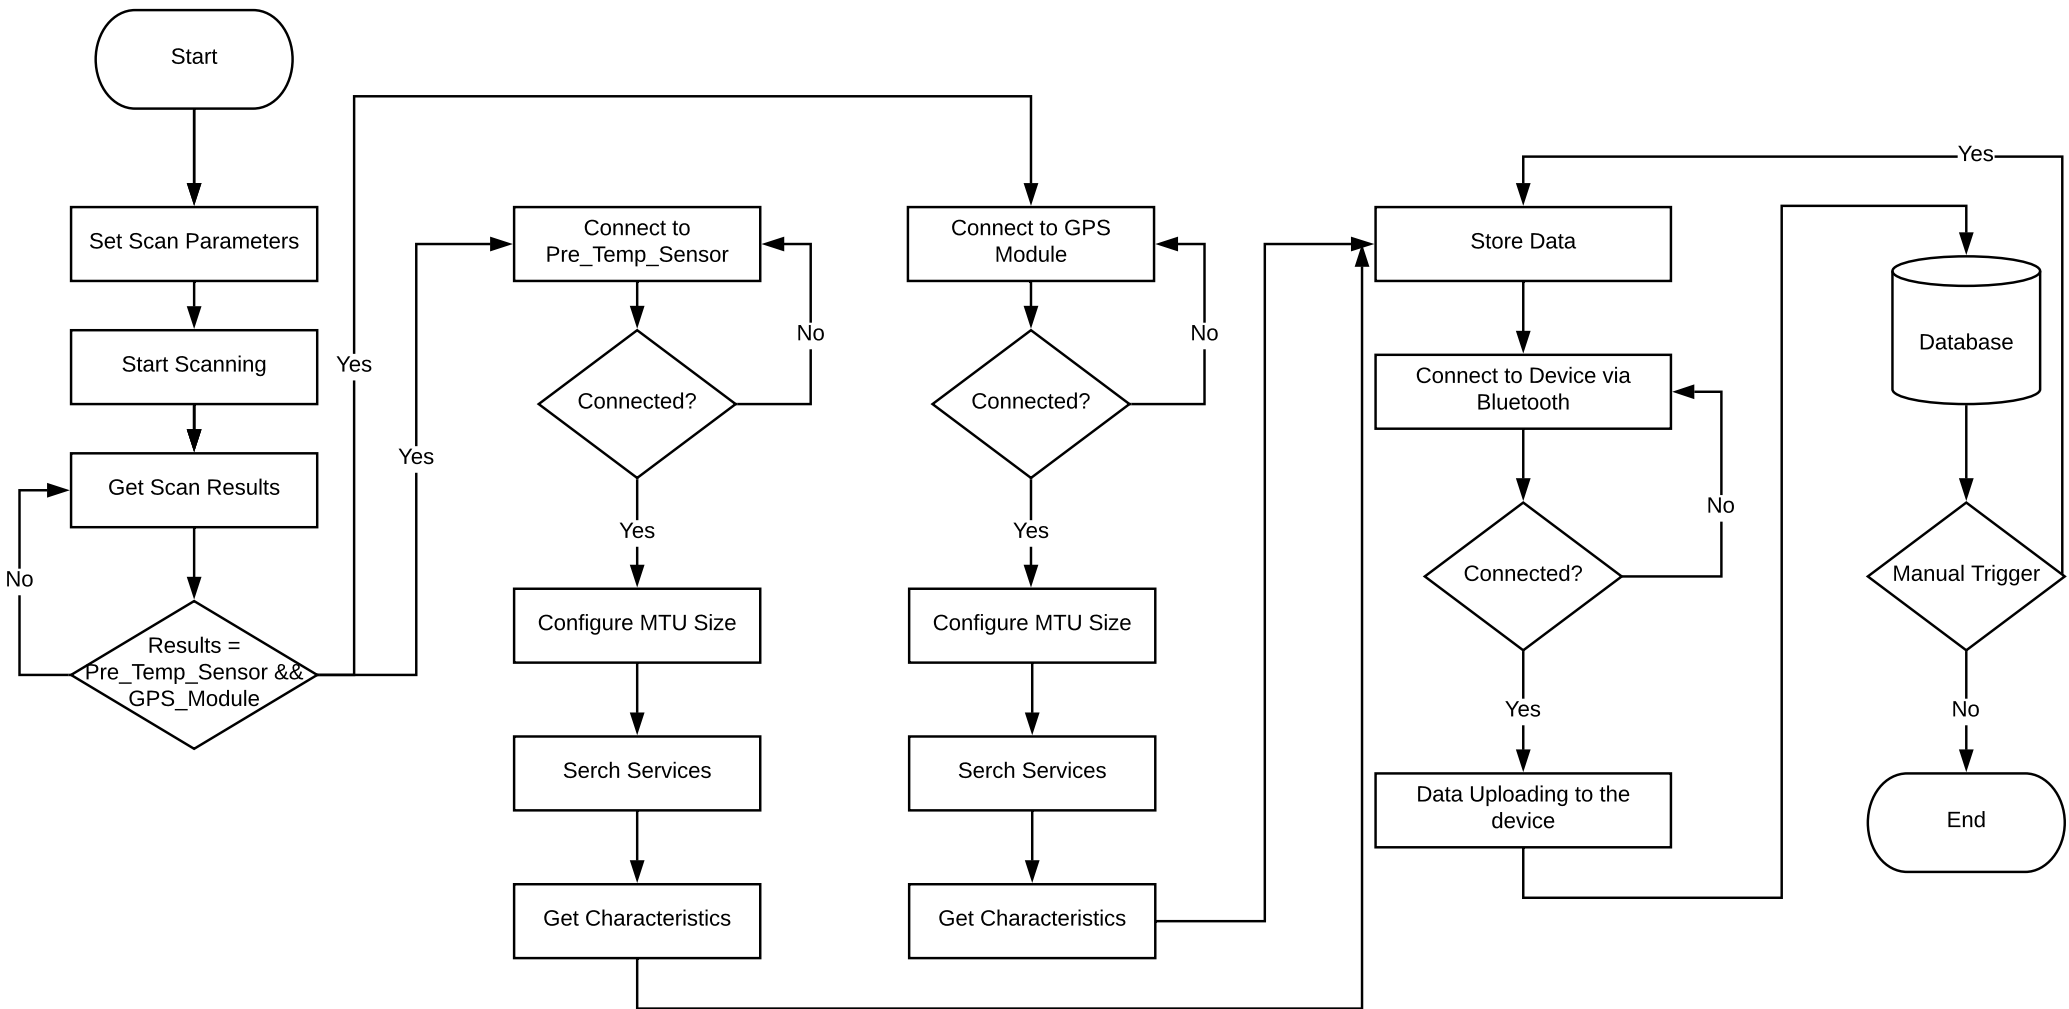 Start
Set Scan Parameters
Start Scanning
Get Scan Results
No
Results =
Pre_Temp_Sensor &&
GPS_Module
Yes
Yes
Connect to
Pre_Temp_Sensor
No
Connected?
Yes
Configure MTU Size
Serch Services
Get Characteristics
Connect to GPS
Module
No
Connected?
Yes
Configure MTU Size
Serch Services
Get Characteristics
Store Data
Connect to Device via
Bluetooth
No
Connected?
Yes
Data Uploading to the
device
Yes
Database
Manual Trigger
No
End